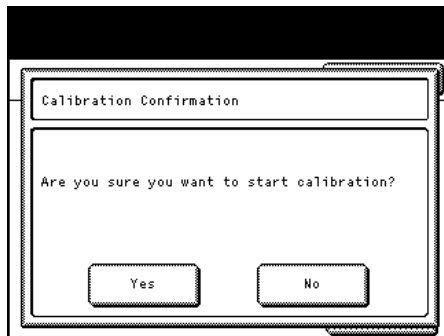 Calibration Confirmation
Are you sure you want to start calibration?
Yes
No